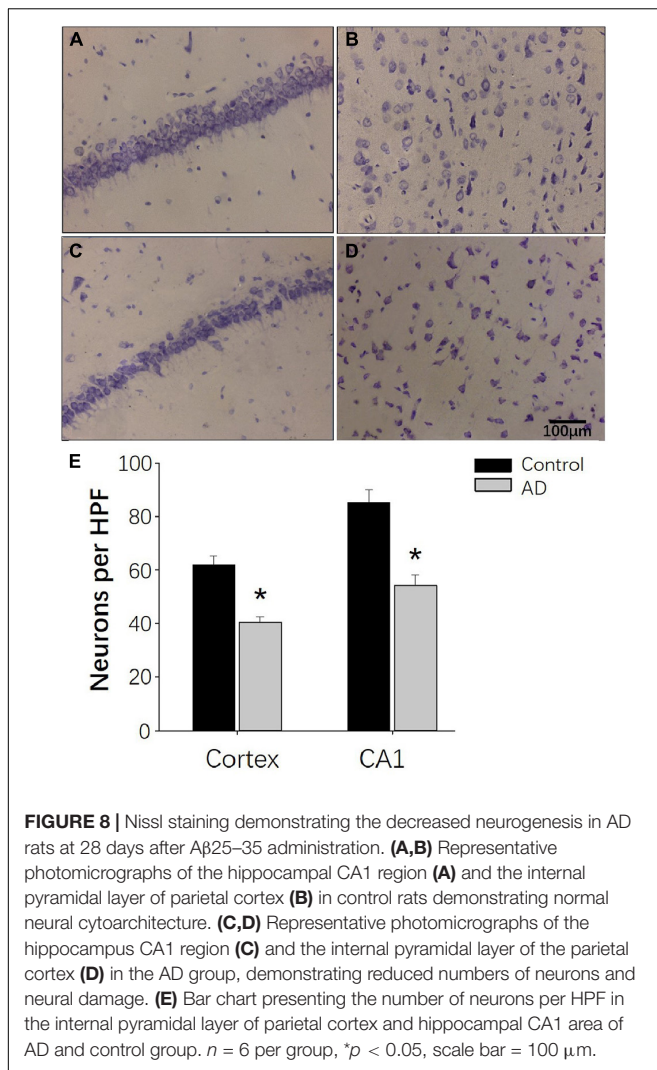 A
B
C
D
100μm
E
Neurons per HPF
100
80
60
40
20
0
Control
AD
*
*
Cortex
CA1
FIGURE 8 | Nissl staining demonstrating the decreased neurogenesis in AD
rats at 28 days after Aβ25–35 administration. (A,B) Representative
photomicrographs of the hippocampal CA1 region (A) and the internal
pyramidal layer of parietal cortex (B) in control rats demonstrating normal
neural cytoarchitecture. (C,D) Representative photomicrographs of the
hippocampus CA1 region (C) and the internal pyramidal layer of the parietal
cortex (D) in the AD group, demonstrating reduced numbers of neurons and
neural damage. (E) Bar chart presenting the number of neurons per HPF in
the internal pyramidal layer of parietal cortex and hippocampal CA1 area of
AD and control group. n = 6 per group, *p < 0.05, scale bar = 100 μm.